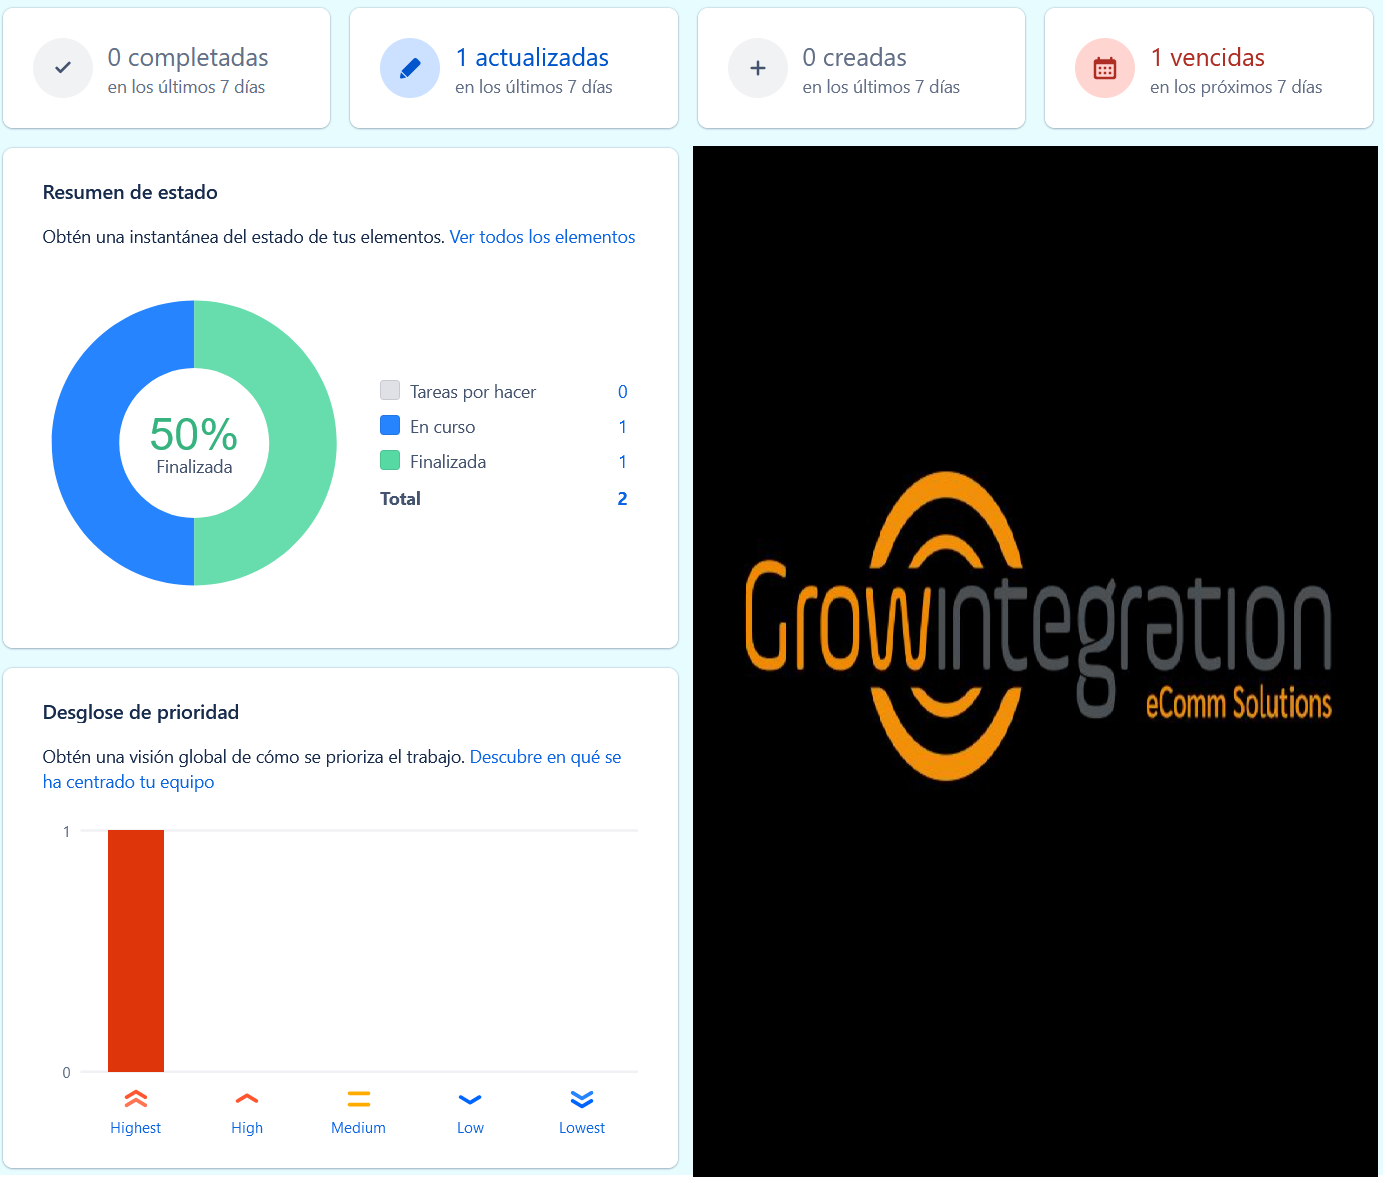 0 completadas
en los últimos 7 días
1 actualizadas
en los últimos 7 días
0 creadas
en los últimos 7 días
1 vencidas
en los próximos 7 días
Resumen de estado
Obtén una instantánea del estado de tus elementos. Ver todos los elementos
50%
Finalizada
Tareas por hacer 0
En curso 1
Finalizada 1
Total 2
Growintegration
eComm Solutions
Desglose de prioridad
Obtén una visión global de cómo se prioriza el trabajo. Descubre en qué se
ha centrado tu equipo
1
0
Highest
High
Medium
Low
Lowest